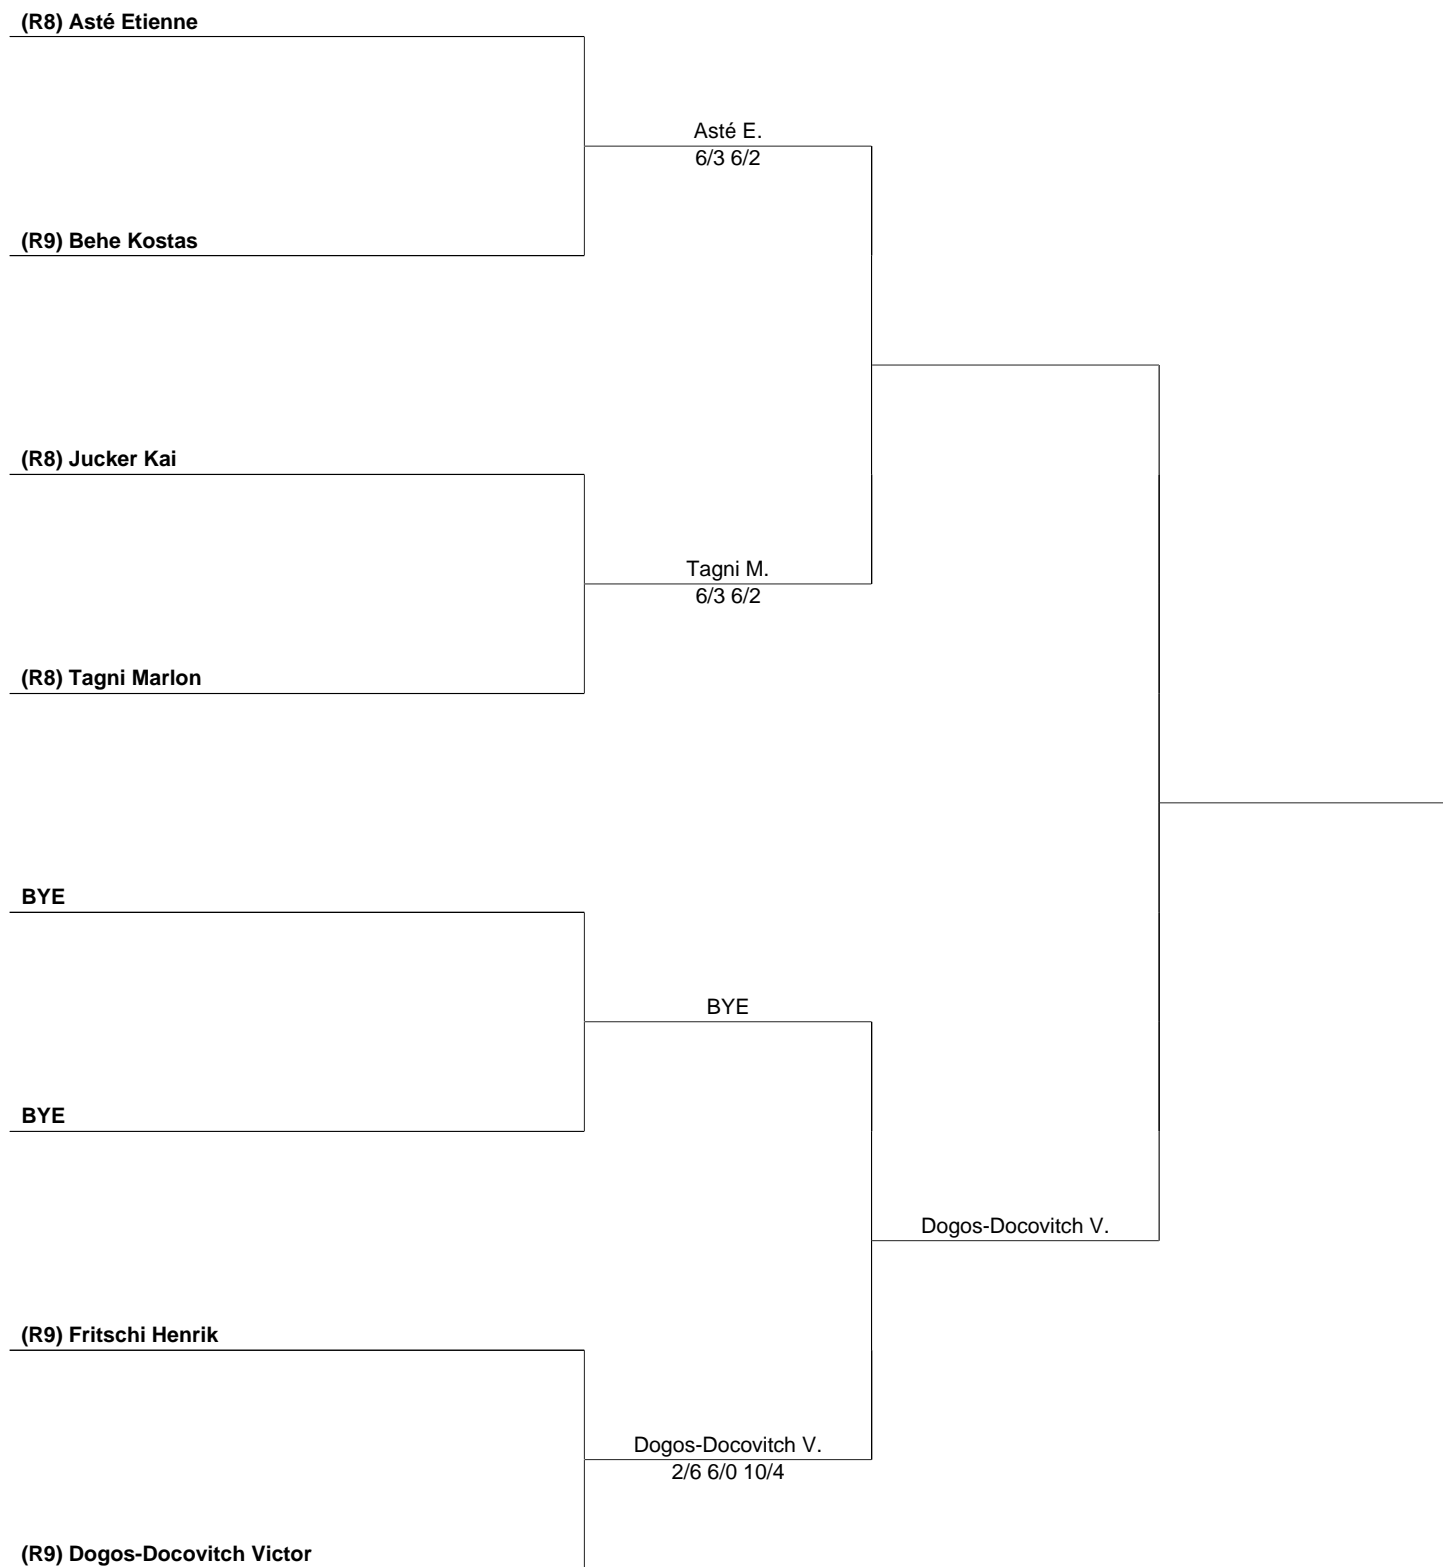 (R8) Asté Etienne
Asté E.
6/3 6/2
(R9) Behe Kostas
(R8) Jucker Kai
Tagni M.
6/3 6/2
(R8) Tagni Marlon
BYE
BYE
BYE
Dogos-Docovitch V.
(R9) Fritschi Henrik
Dogos-Docovitch V.
2/6 6/0 10/4
(R9) Dogos-Docovitch Victor